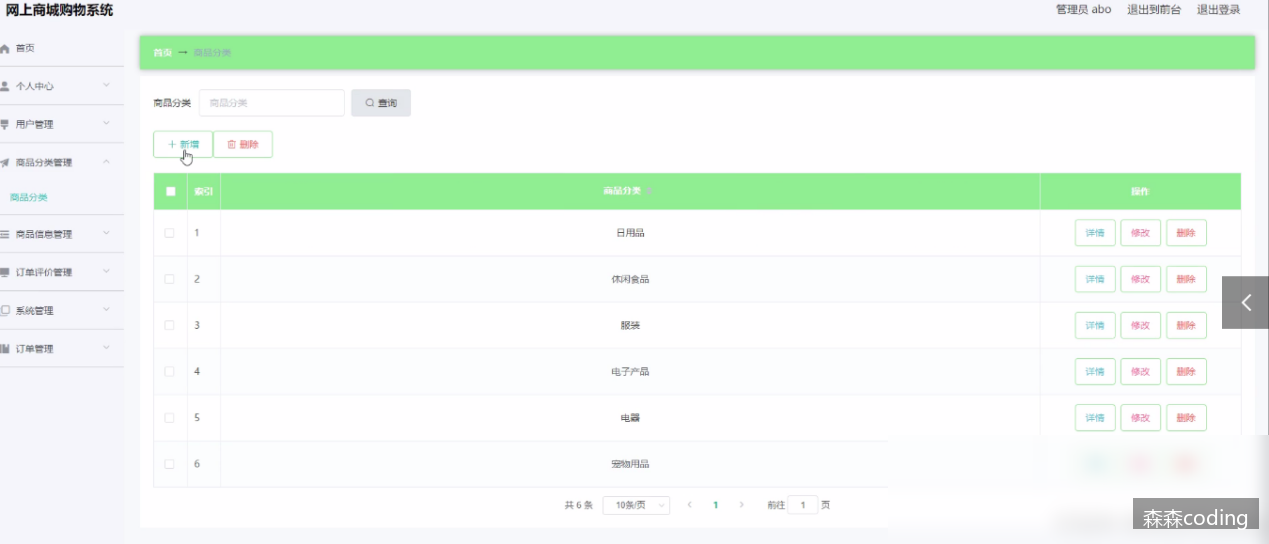 网上商城购物系统
管理员 abo 退出到前台 退出登录
首页
个人中心
用户管理
商品分类管理
商品分类
商品信息管理
订单评价管理
系统管理
订单管理
首页 → 商品分类
商品分类 商品分类 查询
+ 新增 删除
索引 商品分类 操作
1 日用品 详情 修改 删除
2 休闲食品 详情 修改 删除
3 服装 详情 修改 删除
4 电子产品 详情 修改 删除
5 电器 详情 修改 删除
6 宠物用品
共 6 条 10条/页 1 前往 1 页
森森coding